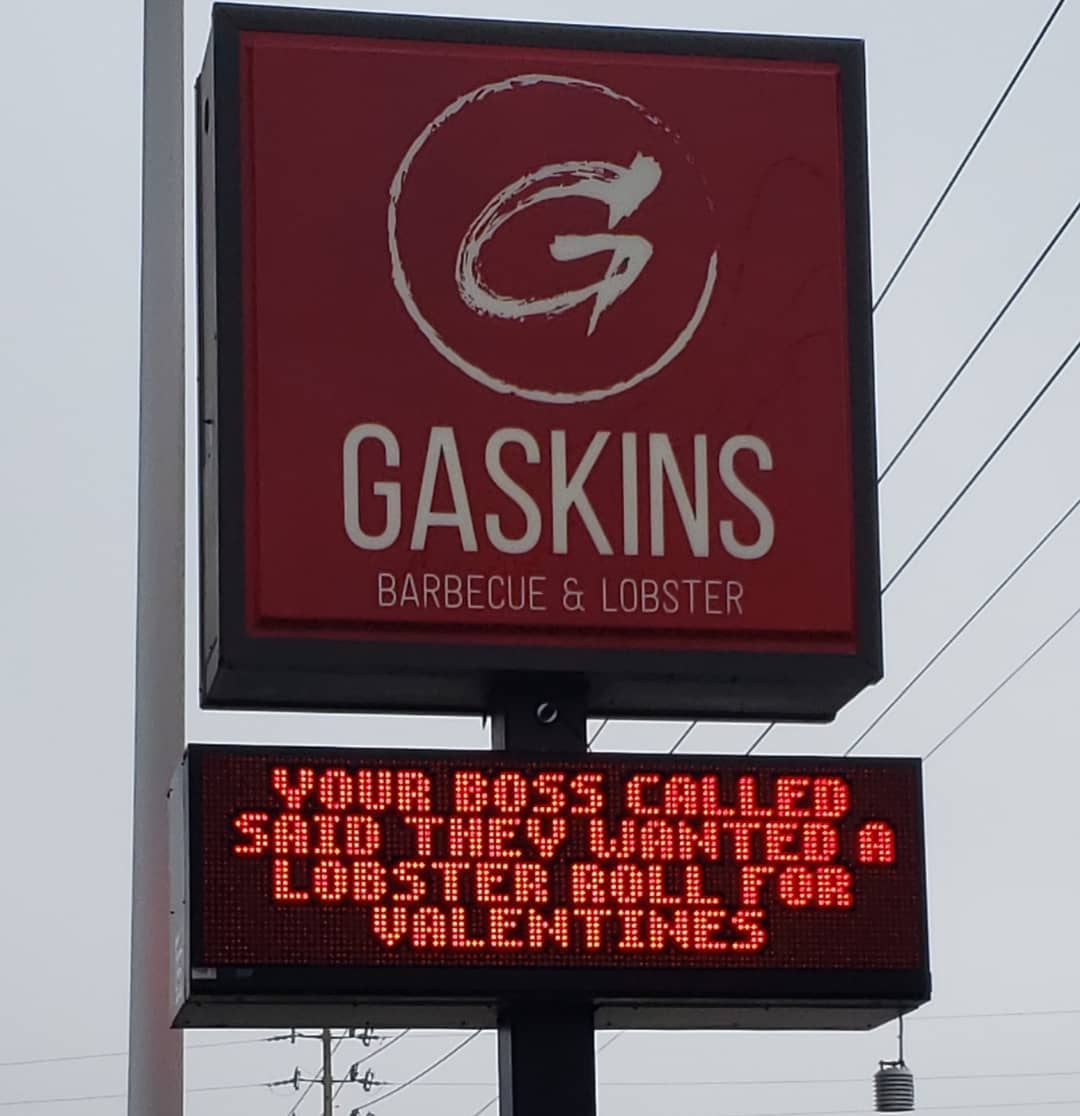 G
GASKINS
BARBECUE & LOBSTER
YOUR BOSS CALLED
SAID THEY WANTED A
LOBSTER ROLL FOR
VALENTINES